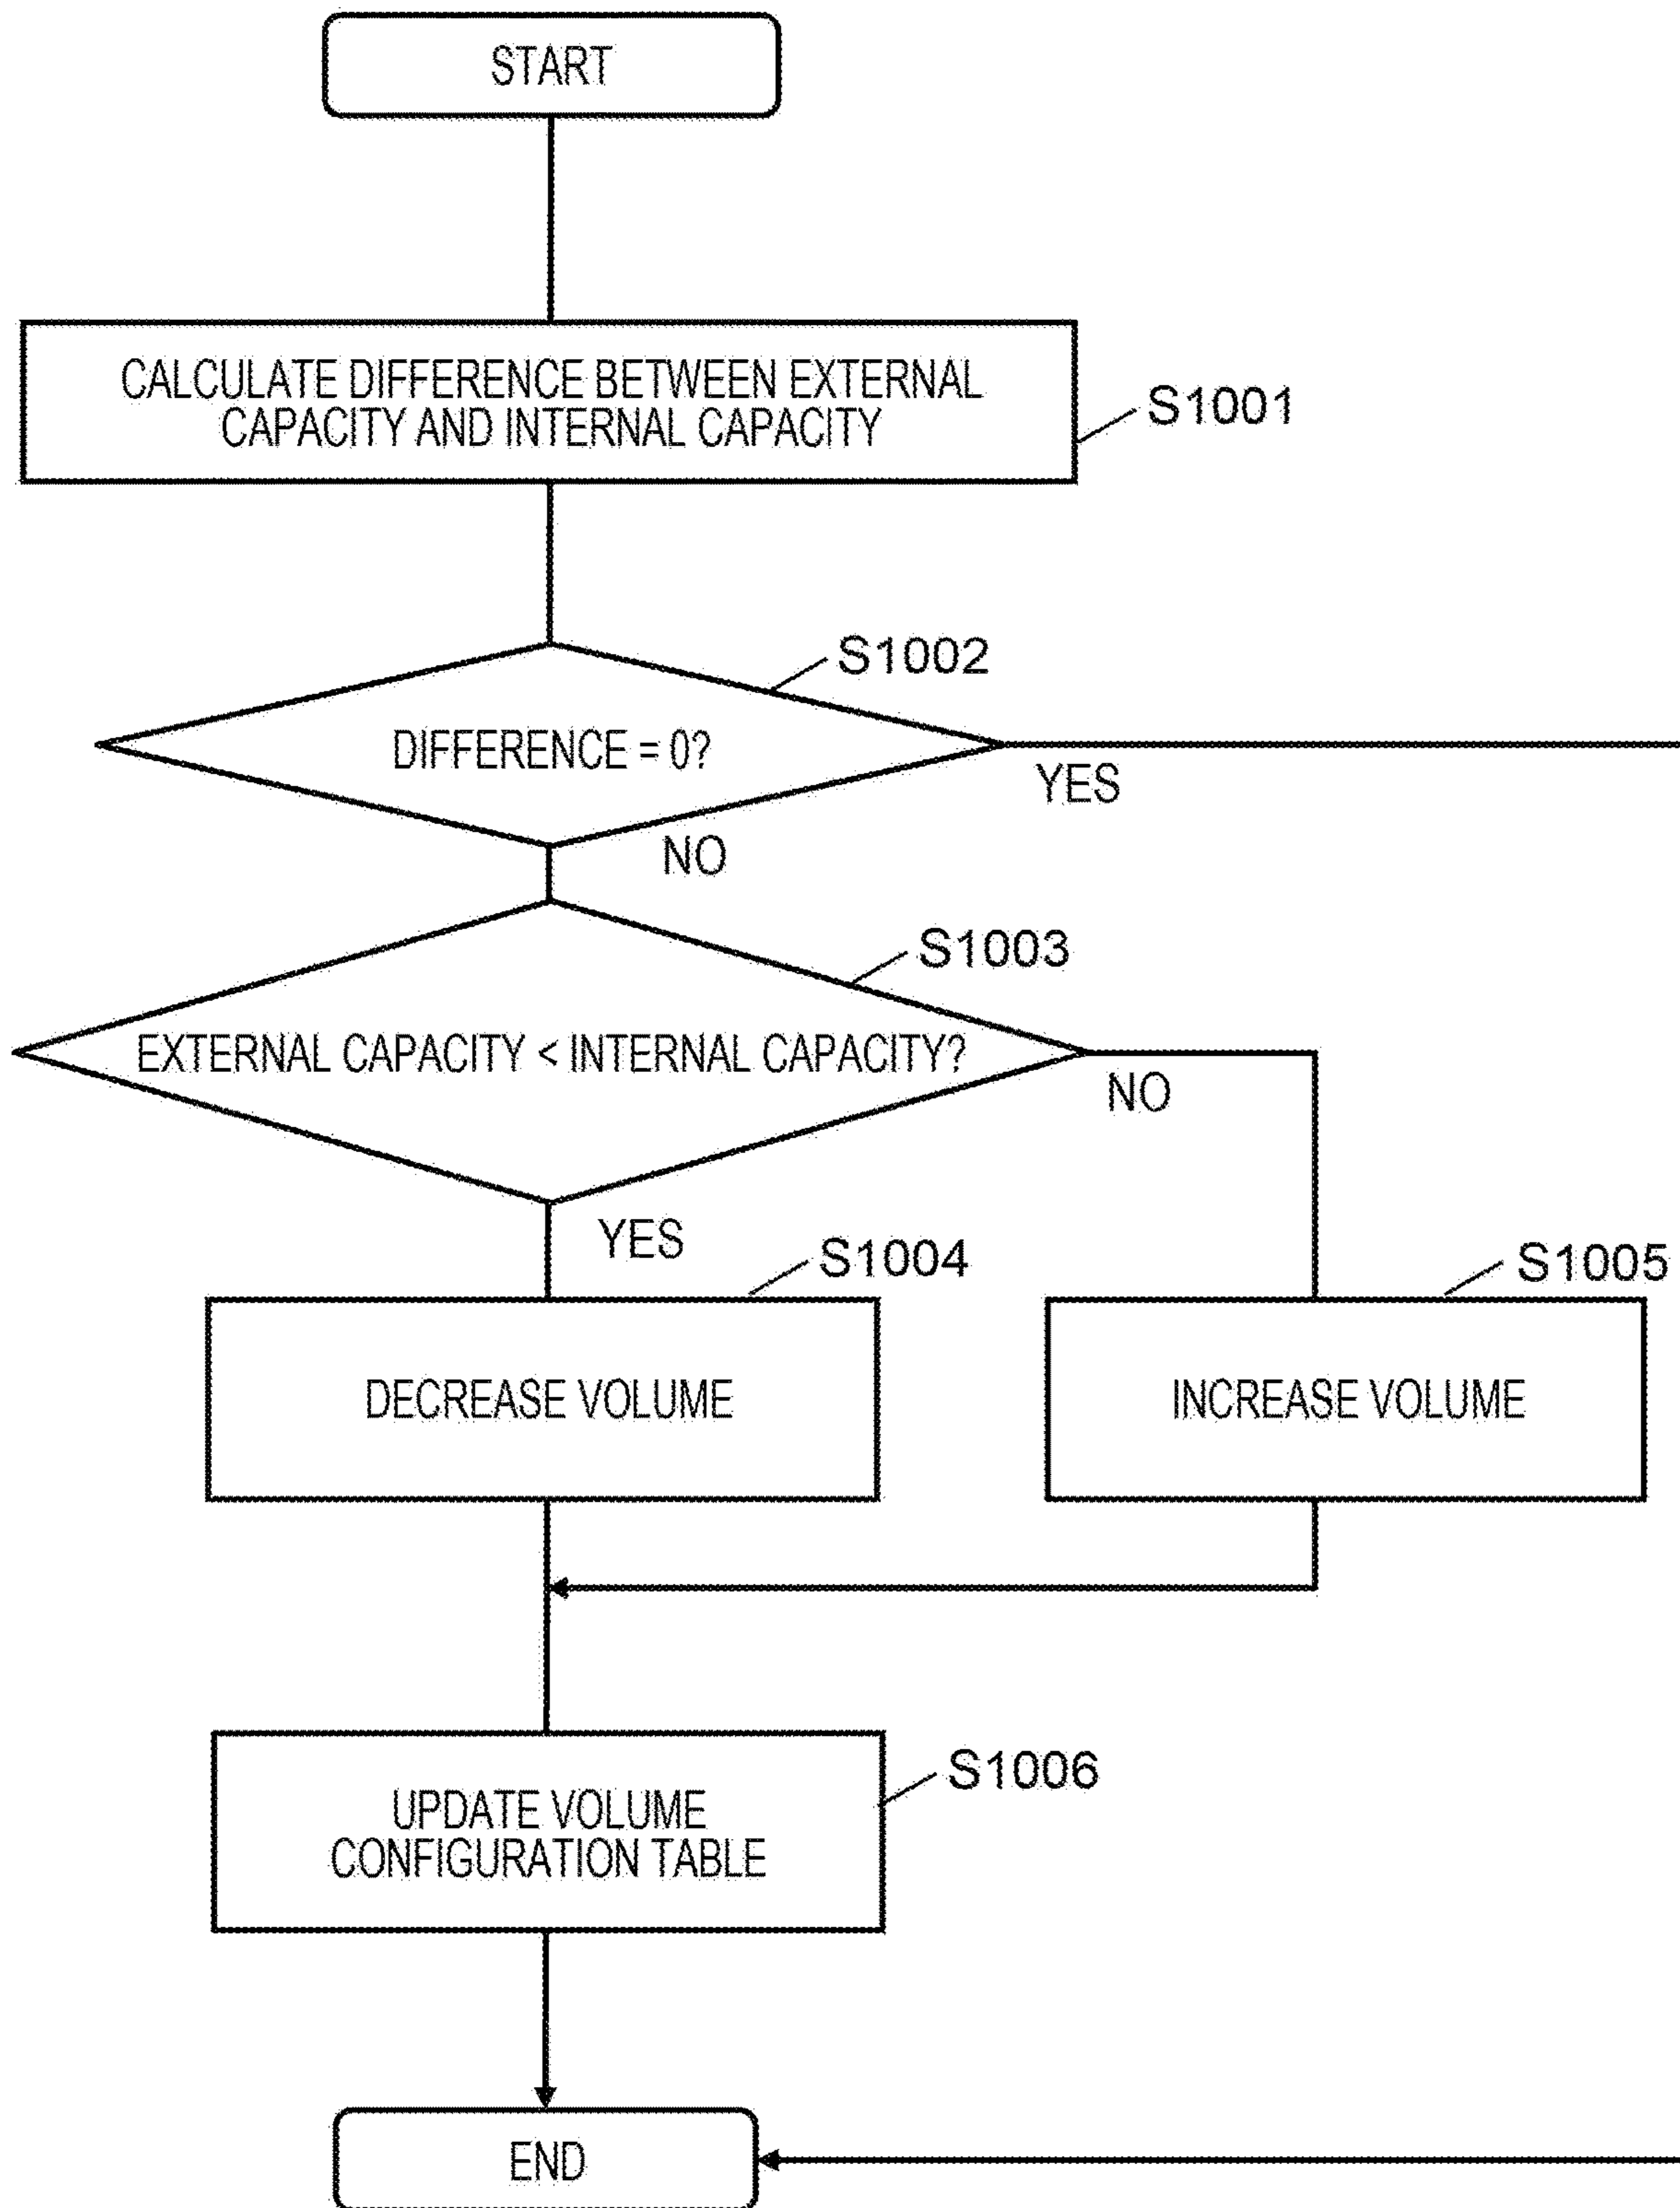 START
CALCULATE DIFFERENCE BETWEEN EXTERNAL
CAPACITY AND INTERNAL CAPACITY
S1001
S1002
DIFFERENCE = 0?
YES
NO
S1003
EXTERNAL CAPACITY < INTERNAL CAPACITY?
NO
YES
S1004
S1005
DECREASE VOLUME
INCREASE VOLUME
S1006
UPDATE VOLUME
CONFIGURATION TABLE
END